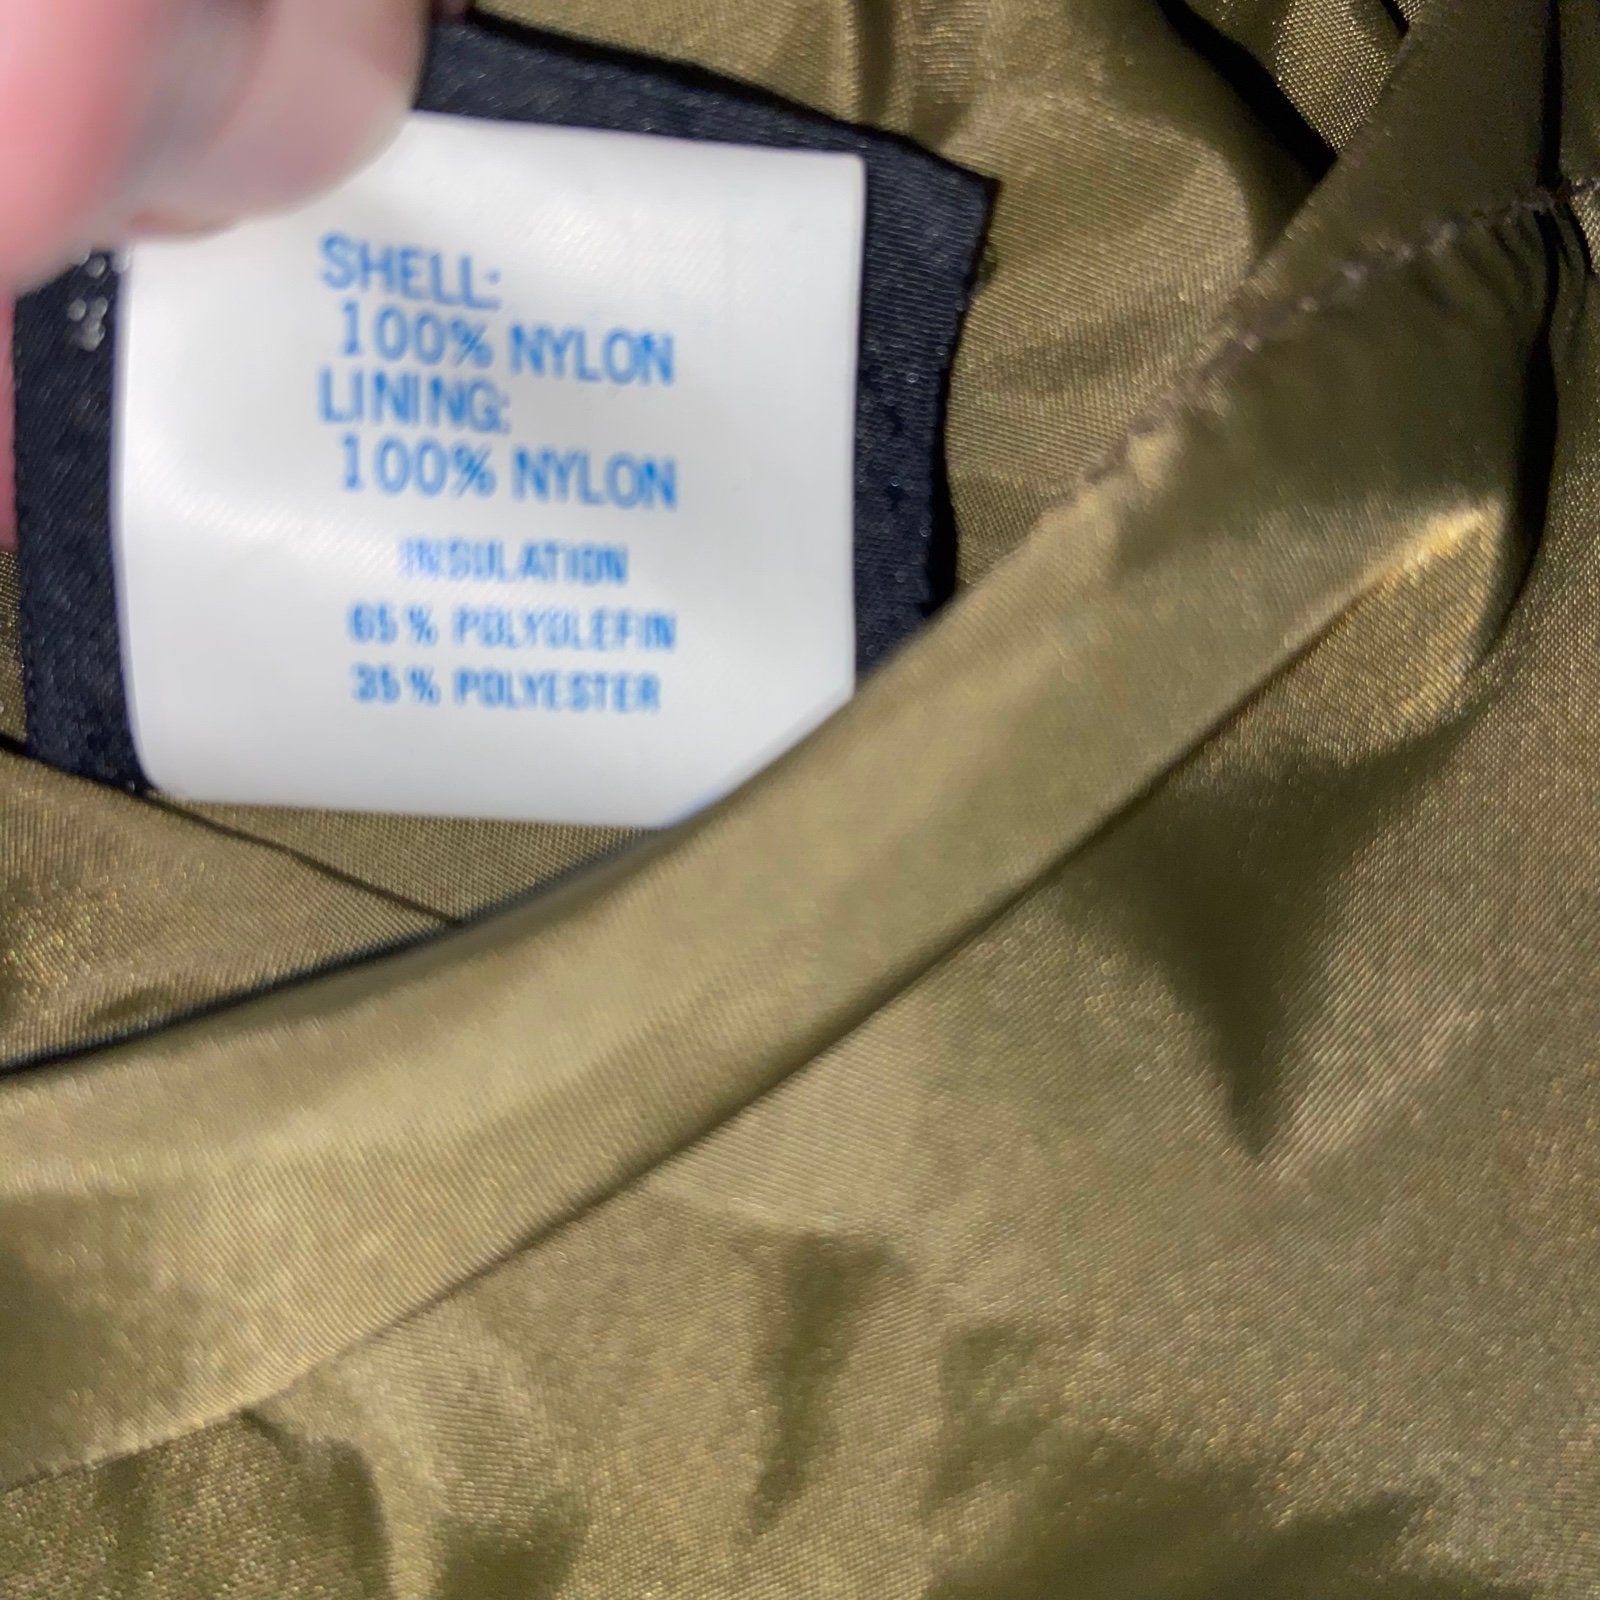 SHELL:
100% NYLON
LINING:
100% NYLON
INSULATION
65% POLYOLEFIN
35% POLYESTER